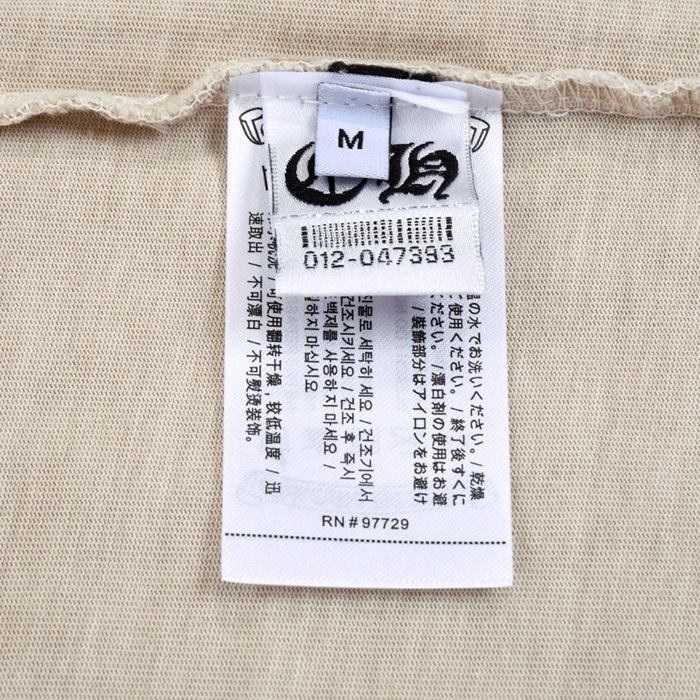 M
012-047393
の水でお洗いください。/ 乾燥
使用ください。/ 終了後すぐに
ださい。/ 漂白剤の使用はお避
/ 装飾部分はアイロンをお避け
물로 세탁하세요 / 건조기에서
건조시키세요 / 건조 후 즉시
백제를 사용하지 마세요 /
하지 마십시오
可使用翻转干燥，较低温度 / 迅
速取出 / 不可漂白 / 不可熨烫装饰。
RN # 97729